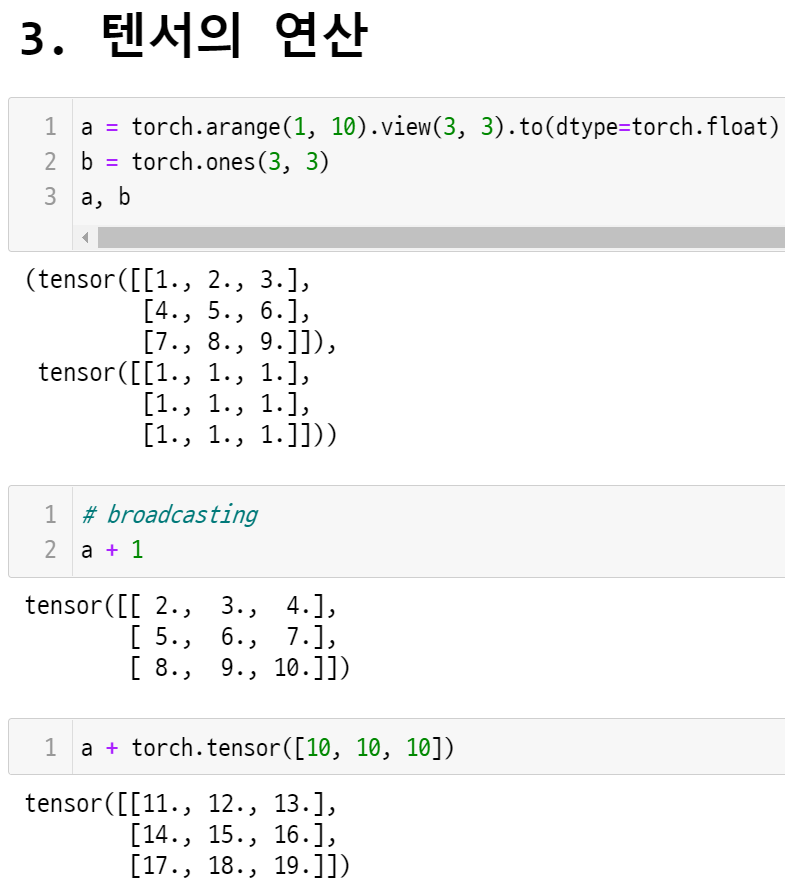 3. 텐서의 연산
1 a = torch.arange(1, 10).view(3, 3).to(dtype=torch.float)
2 b = torch.ones(3, 3)
3 a, b
(tensor([[1., 2., 3.],
[4., 5., 6.],
[7., 8., 9.]]),
tensor([[1., 1., 1.],
[1., 1., 1.],
[1., 1., 1.]]))
1 # broadcasting
2 a + 1
tensor([[ 2., 3., 4.],
[ 5., 6., 7.],
[ 8., 9., 10.]])
1 a + torch.tensor([10, 10, 10])
tensor([[11., 12., 13.],
[14., 15., 16.],
[17., 18., 19.]])